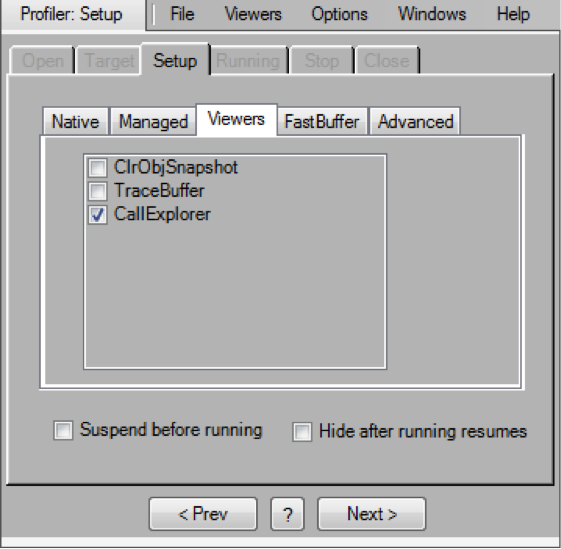 Profiler: Setup File Viewers Options Windows Help
Open Target Setup Running Stop Close
Native Managed Viewers FastBuffer Advanced
ClrObjSnapshot
TraceBuffer
CallExplorer
Suspend before running Hide after running resumes
< Prev ? Next >